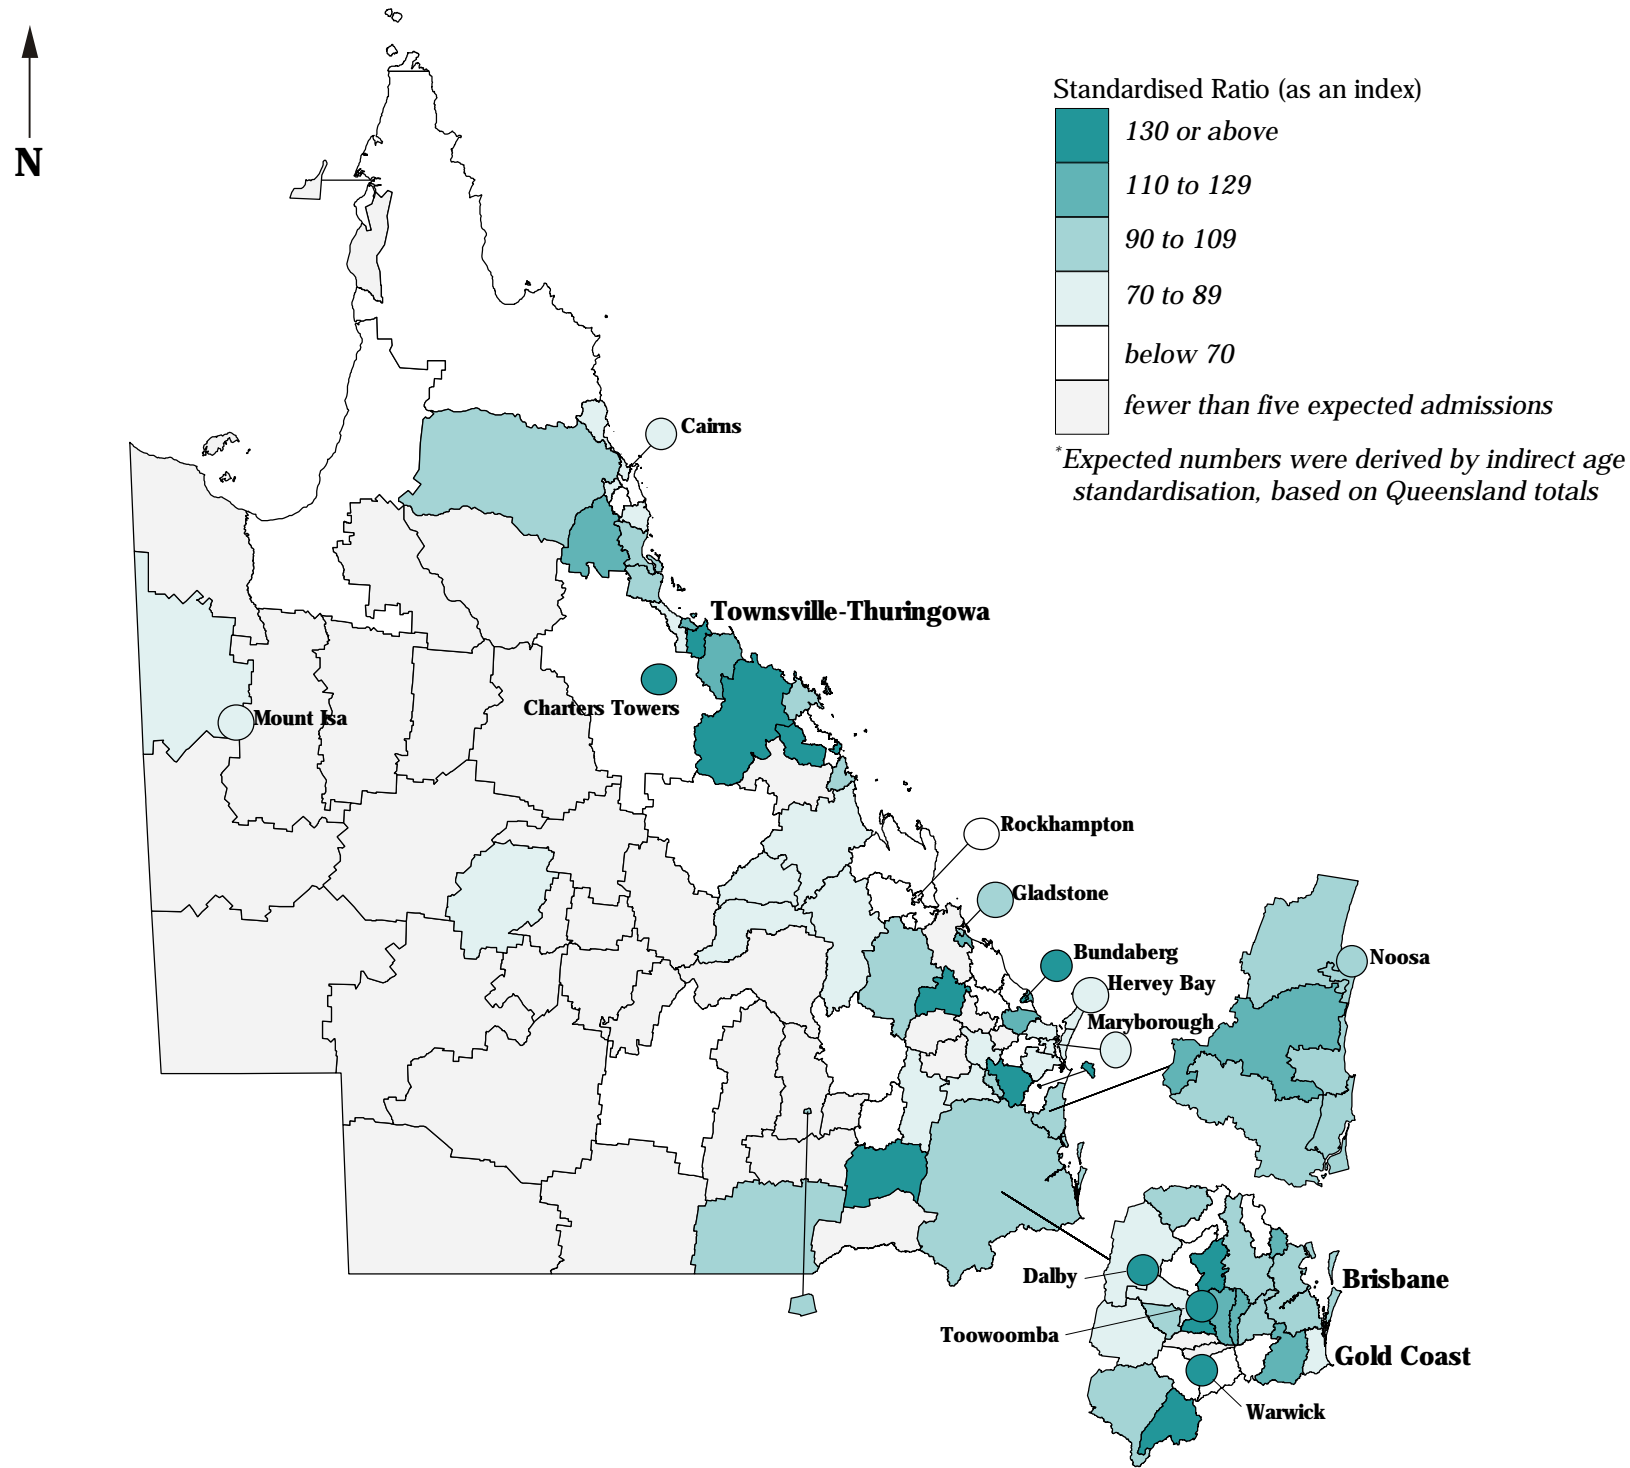 N
Standardised Ratio (as an index)
130 or above
110 to 129
90 to 109
70 to 89
below 70
fewer than five expected admissions
*Expected numbers were derived by indirect age
standardisation, based on Queensland totals
Cairns
Townsville-Thuringowa
Charters Towers
Mount Isa
Rockhampton
Gladstone
Bundaberg
Hervey Bay
Maryborough
Noosa
Dalby
Brisbane
Toowoomba
Gold Coast
Warwick